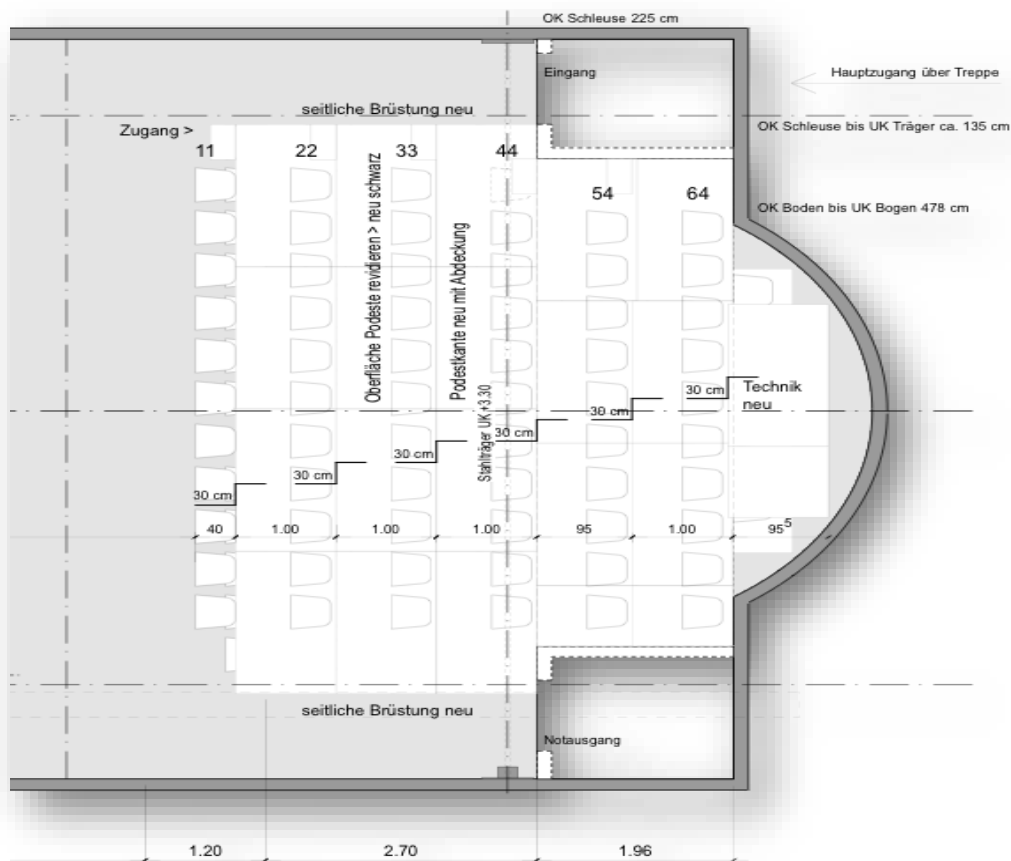 OK Schleuse 225 cm
Eingang
Hauptzugang über Treppe
seitliche Brüstung neu
Zugang >
OK Schleuse bis UK Träger ca. 135 cm
11
22
33
44
54
64
OK Boden bis UK Bogen 478 cm
Oberfläche Podeste revidieren > neu schwarz
Podestkante neu mit Abdeckung
Stahlträger UK +3.30
Technik
neu
30 cm
30 cm
30 cm
30 cm
30 cm
30 cm
40
1.00
1.00
1.00
95
1.00
95⁵
seitliche Brüstung neu
Notausgang
1.20
2.70
1.96